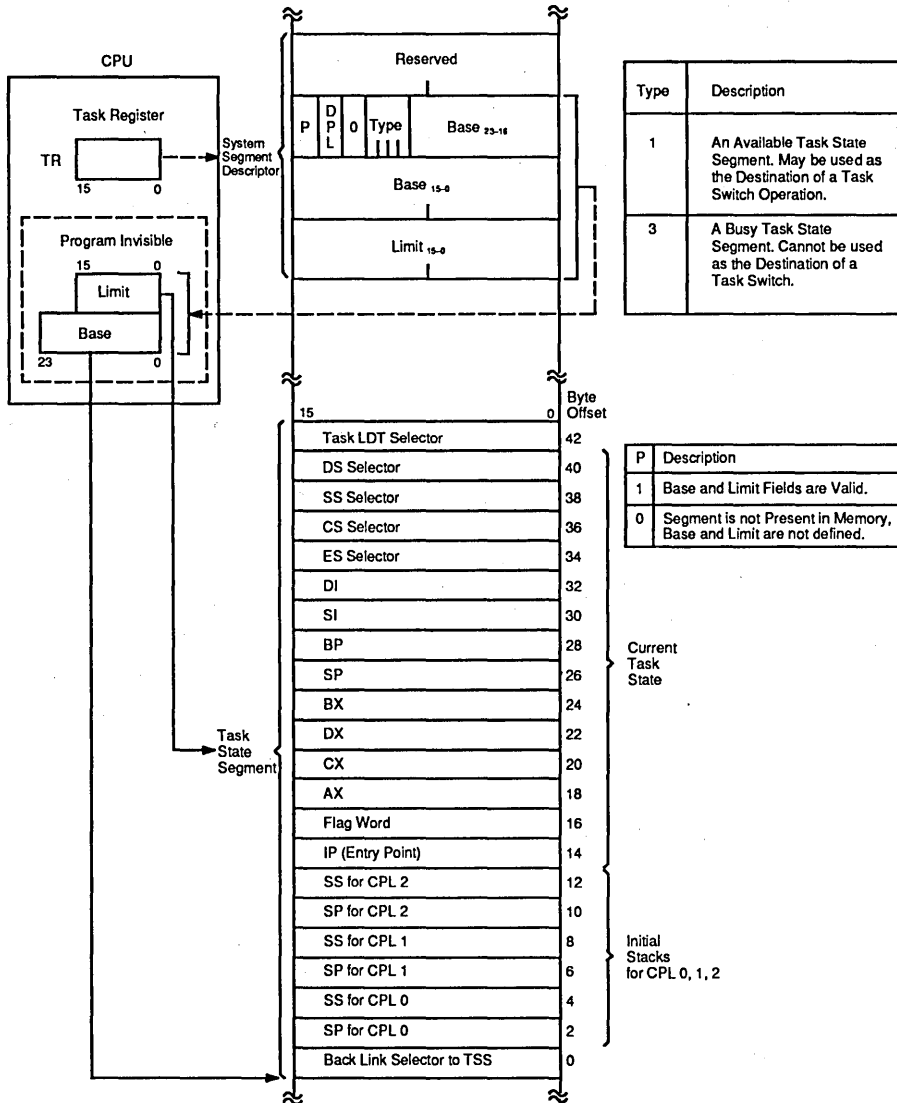 CPU
Task Register
TR
15 0
Program Invisible
15 0
Limit
Base
23 0
System
Segment
Descriptor
Reserved
P
D
P
L
0
Type
Base 23-16
Base 15-0
Limit 15-0
Type Description
1 An Available Task State
Segment. May be used as
the Destination of a Task
Switch Operation.
3 A Busy Task State
Segment. Cannot be used
as the Destination of a
Task Switch.
Byte
Offset
15 0
Task LDT Selector 42
DS Selector 40
SS Selector 38
CS Selector 36
ES Selector 34
DI 32
SI 30
BP 28
SP 26
BX 24
DX 22
CX 20
AX 18
Flag Word 16
IP (Entry Point) 14
SS for CPL 2 12
SP for CPL 2 10
SS for CPL 1 8
SP for CPL 1 6
SS for CPL 0 4
SP for CPL 0 2
Back Link Selector to TSS 0
Task
State
Segment
P Description
1 Base and Limit Fields are Valid.
0 Segment is not Present in Memory,
Base and Limit are not defined.
Current
Task
State
Initial
Stacks
for CPL 0, 1, 2